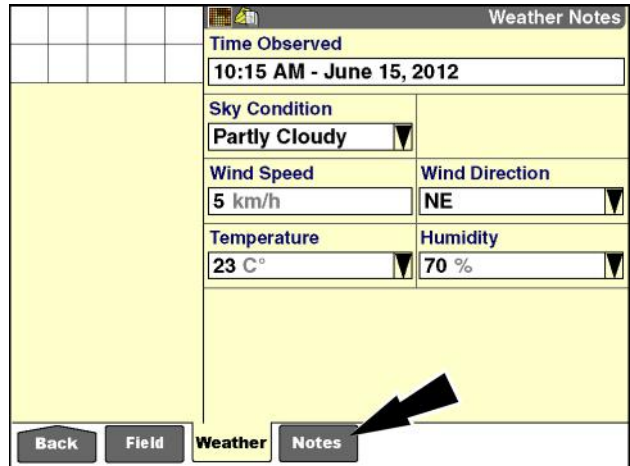 Weather Notes
Time Observed
10:15 AM - June 15, 2012
Sky Condition
Partly Cloudy
Wind Speed Wind Direction
5 km/h NE
Temperature Humidity
23 C° 70 %
Back Field Weather Notes